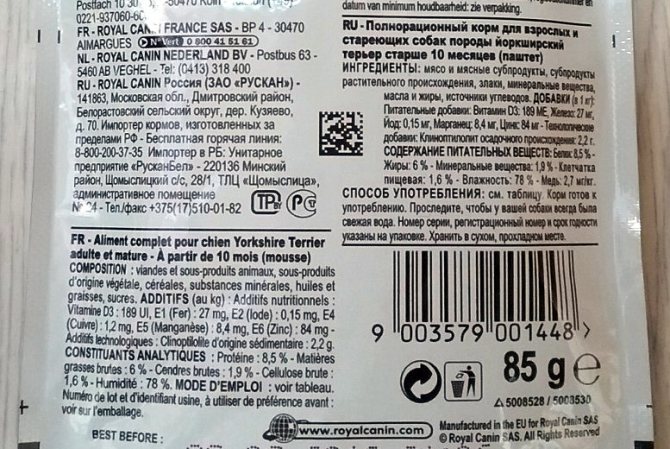 Postfach 10 30
0221-937060-60
FR - ROYAL CANIN FRANCE SAS - BP 4 - 30470
AIMARGUES N° Vert 0 800 41 51 61
NL - ROYAL CANIN NEDERLAND BV - Postbus 63 -
5460 AB VEGHEL - Tel: (0413) 318 400
RU - ROYAL CANIN Россия (ЗАО «РУСКАН») -
141863, Московская обл., Дмитровский район,
Белорастовский сельский округ, дер. Кузяево,
д. 70. Импортер кормов, изготовленных за
пределами РФ - Бесплатная горячая линия:
8-800-200-37-35 Импортер в РБ: Унитарное
предприятие «РусканБел» - 220136 Минский
район, Щомыслицкий с/с, 28/1, ТЛЦ «Щомыслица»,
административное помещение
№ 24 - Тел./факс +375(17)510-01-82
FR - Aliment complet pour chien Yorkshire Terrier
adulte et mature - À partir de 10 mois (mousse)
COMPOSITION : viandes et sous-produits animaux, sous-produits
d'origine végétale, céréales, substances minérales, huiles et
graisses, sucres. ADDITIFS (au kg) : Additifs nutritionnels :
Vitamine D3 : 189 UI, E1 (Fer) : 27 mg, E2 (Iode) : 0,15 mg, E4
(Cuivre) : 1,2 mg, E5 (Manganèse) : 8,4 mg, E6 (Zinc) : 84 mg -
Additifs technologiques : Clinoptilolite d'origine sédimentaire : 2,2 g.
CONSTITUANTS ANALYTIQUES : Protéine : 8,5 % - Matières
grasses brutes : 6 % - Cendres brutes : 1,9 % - Cellulose brute :
1,6 % - Humidité : 78 %. MODE D'EMPLOI : voir tableau.
Numéro de lot et d'identifiant usine, à utiliser de préférence avant :
voir sur l'emballage.
BEST BEFORE :
datum van minimum houdbaarheid: zie verpakking.
RU - Полнорационный корм для взрослых и
стареющих собак породы йоркширский
терьер старше 10 месяцев (паштет)
ИНГРЕДИЕНТЫ: мясо и мясные субпродукты, субпродукты
растительного происхождения, злаки, минеральные вещества,
масла и жиры, источники углеводов. ДОБАВКИ (в 1 кг):
Питательные добавки: Витамин D3: 189 ME, Железо: 27 мг,
Йод: 0,15 мг, Марганец: 8,4 мг, Цинк: 84 мг - Технологические
добавки: Клиноптилолит осадочного происхождения: 2,2 г.
СОДЕРЖАНИЕ ПИТАТЕЛЬНЫХ ВЕЩЕСТВ: Белки: 8,5% -
Жиры: 6 % - Минеральные вещества: 1,9 % - Клетчатка
пищевая: 1,6 % - Влажность: 78 % - Медь: 2,7 мг/кг.
СПОСОБ УПОТРЕБЛЕНИЯ: см. таблицу. Корм готов к
употреблению. Проследите, чтобы у вашей собаки всегда была
свежая вода. Номер серии, регистрационный номер и срок годности
указаны на упаковке. Хранить в сухом, прохладном месте.
9 003579 001448 >
85 g e
5008528 / 5003530
www.royalcanin.com
Manufactured in the EU for Royal Canin SAS
© Royal Canin SAS. All Rights Reserved